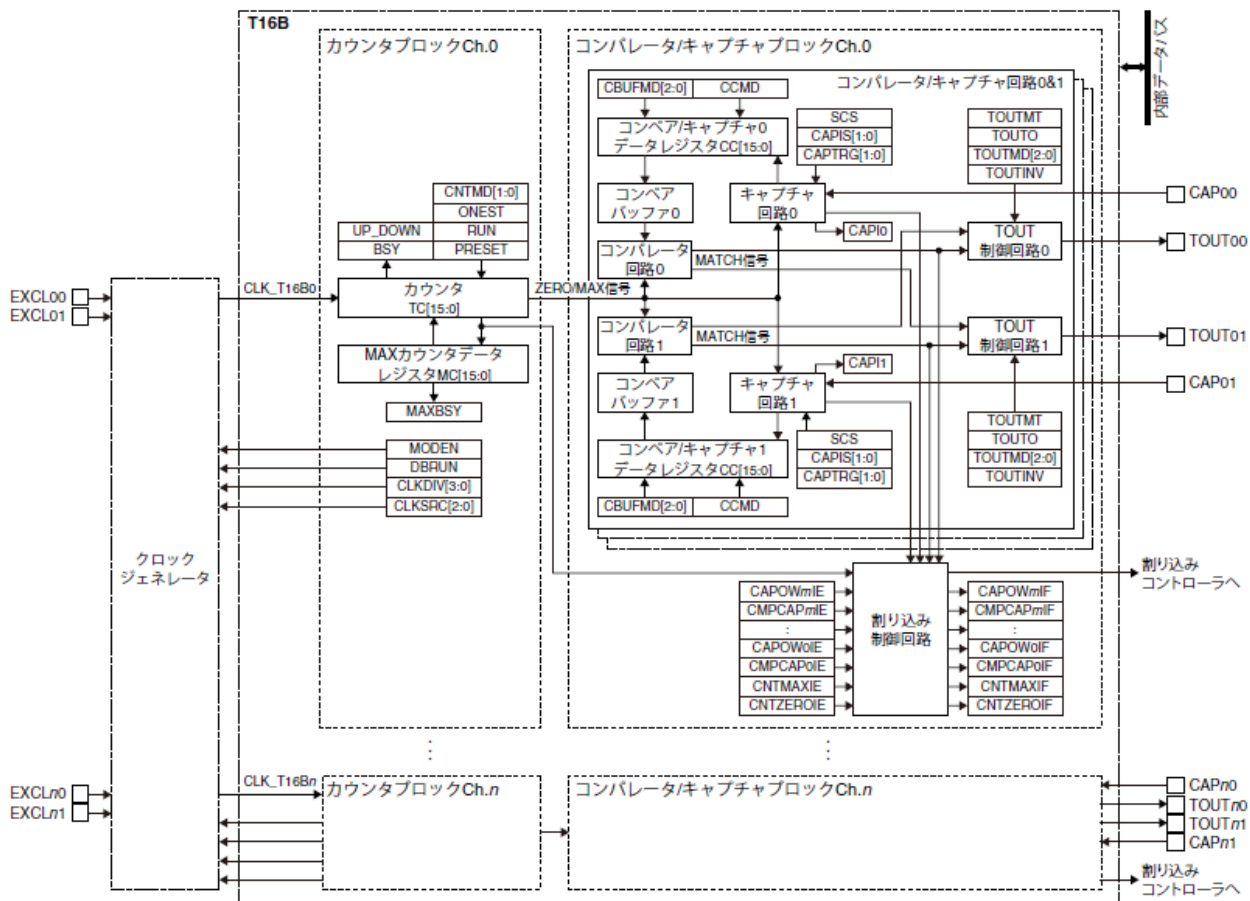 T16B
カウンタブロックCh.0
コンパレータ/キャプチャブロックCh.0
内部データバス
コンパレータ/キャプチャ回路0&1
CBUFMD[2:0] CCMD
コンペア/キャプチャ0
データレジスタCC[15:0]
SCS
CAPIS[1:0]
CAPTRG[1:0]
TOUTMT
TOUTO
TOUTMD[2:0]
TOUTINV
コンペア
バッファ0
キャプチャ
回路0
CAPI0
CAP00
TOUT
制御回路0
TOUT00
コンパレータ
回路0
MATCH信号
CNTMD[1:0]
ONEST
UP_DOWN RUN
BSY PRESET
EXCL00
EXCL01
CLK_T16B0
カウンタ
TC[15:0]
ZERO/MAX信号
コンパレータ
回路1
MATCH信号
TOUT
制御回路1
TOUT01
MAXカウンタデータ
レジスタMC[15:0]
MAXBSY
コンペア
バッファ1
キャプチャ
回路1
CAPI1
CAP01
コンペア/キャプチャ1
データレジスタCC[15:0]
CBUFMD[2:0] CCMD
SCS
CAPIS[1:0]
CAPTRG[1:0]
TOUTMT
TOUTO
TOUTMD[2:0]
TOUTINV
MODEN
DBRUN
CLKDIV[3:0]
CLKSRC[2:0]
クロック
ジェネレータ
CAPOWmIE
CMPCAPmIE
:
CAPOW0IE
CMPCAP0IE
CNTMAXIE
CNTZEROIE
割り込み
制御回路
CAPOWmIF
CMPCAPmIF
:
CAPOW0IF
CMPCAP0IF
CNTMAXIF
CNTZEROIF
割り込み
コントローラへ
⋮
⋮
EXCLn0
EXCLn1
CLK_T16Bn
カウンタブロックCh.n
コンパレータ/キャプチャブロックCh.n
CAPn0
TOUTn0
TOUTn1
CAPn1
割り込み
コントローラへ